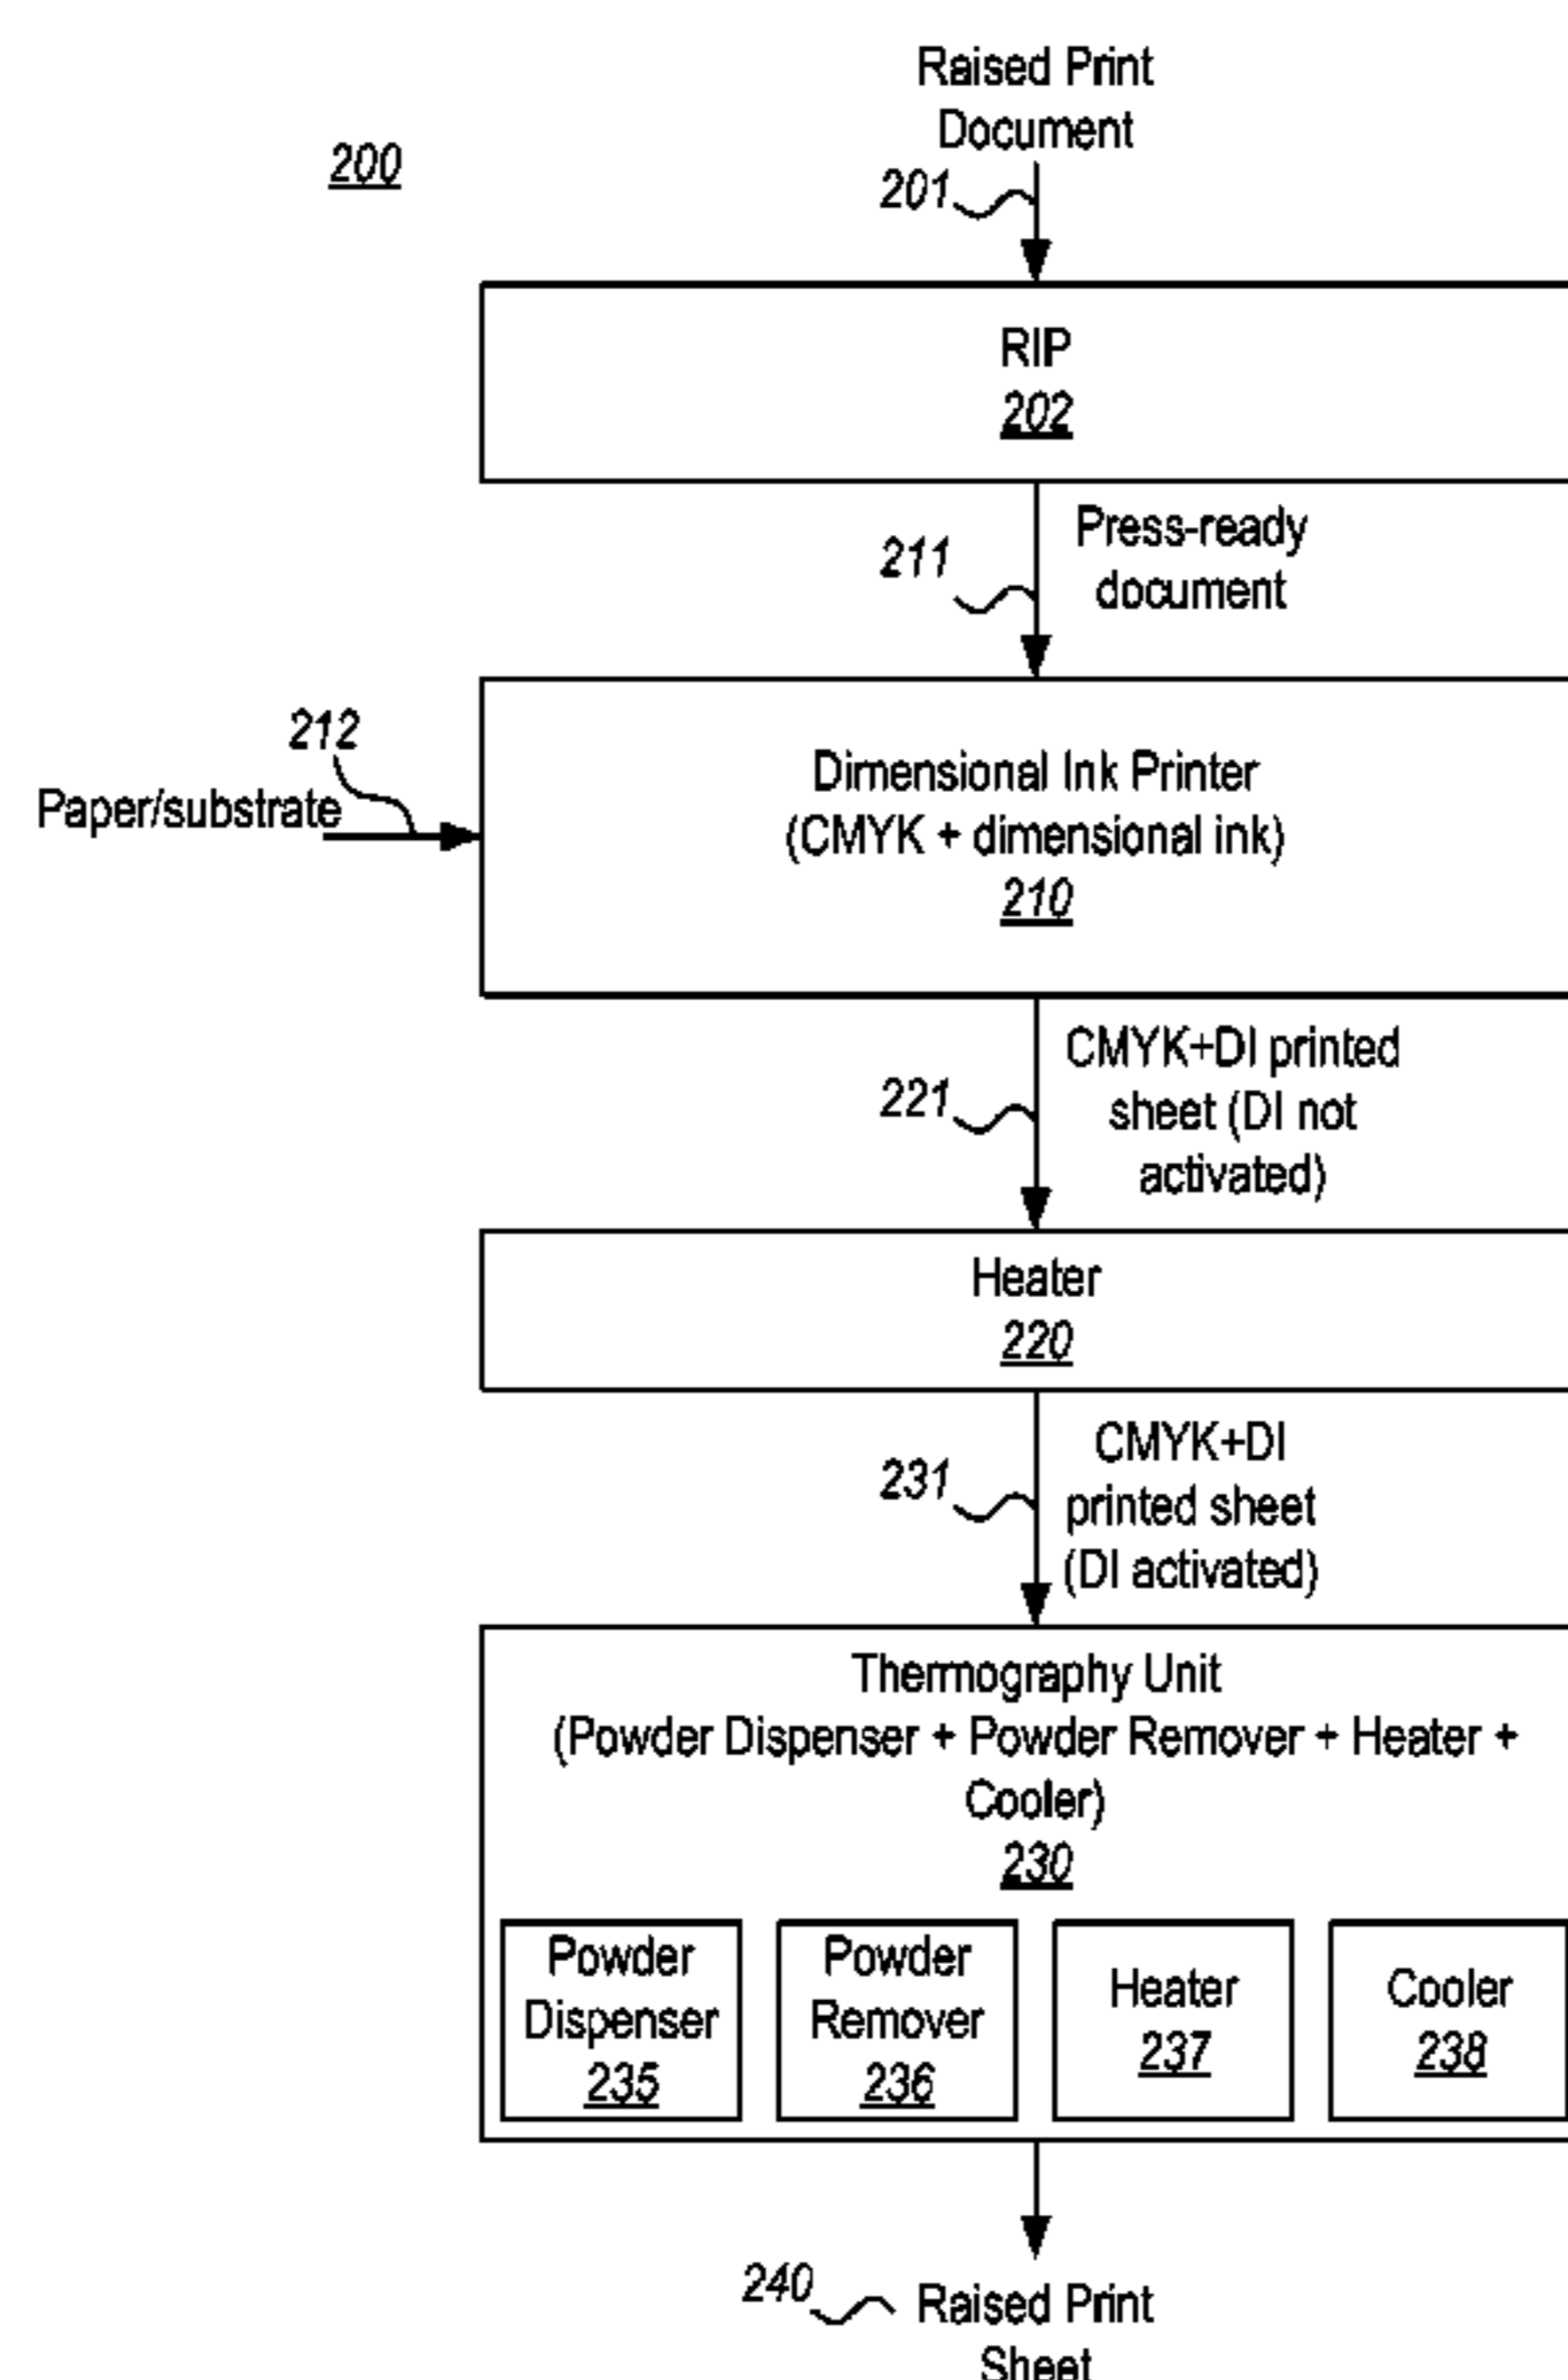 Raised Print
Document
200
201
RIP
202
Press-ready
document
211
212
Paper/substrate
Dimensional Ink Printer
(CMYK + dimensional ink)
210
CMYK+DI printed
sheet (DI not
activated)
221
Heater
220
CMYK+DI
printed sheet
(DI activated)
231
Thermography Unit
(Powder Dispenser + Powder Remover + Heater +
Cooler)
230
Powder
Dispenser
235
Powder
Remover
236
Heater
237
Cooler
238
240
Raised Print
Sheet